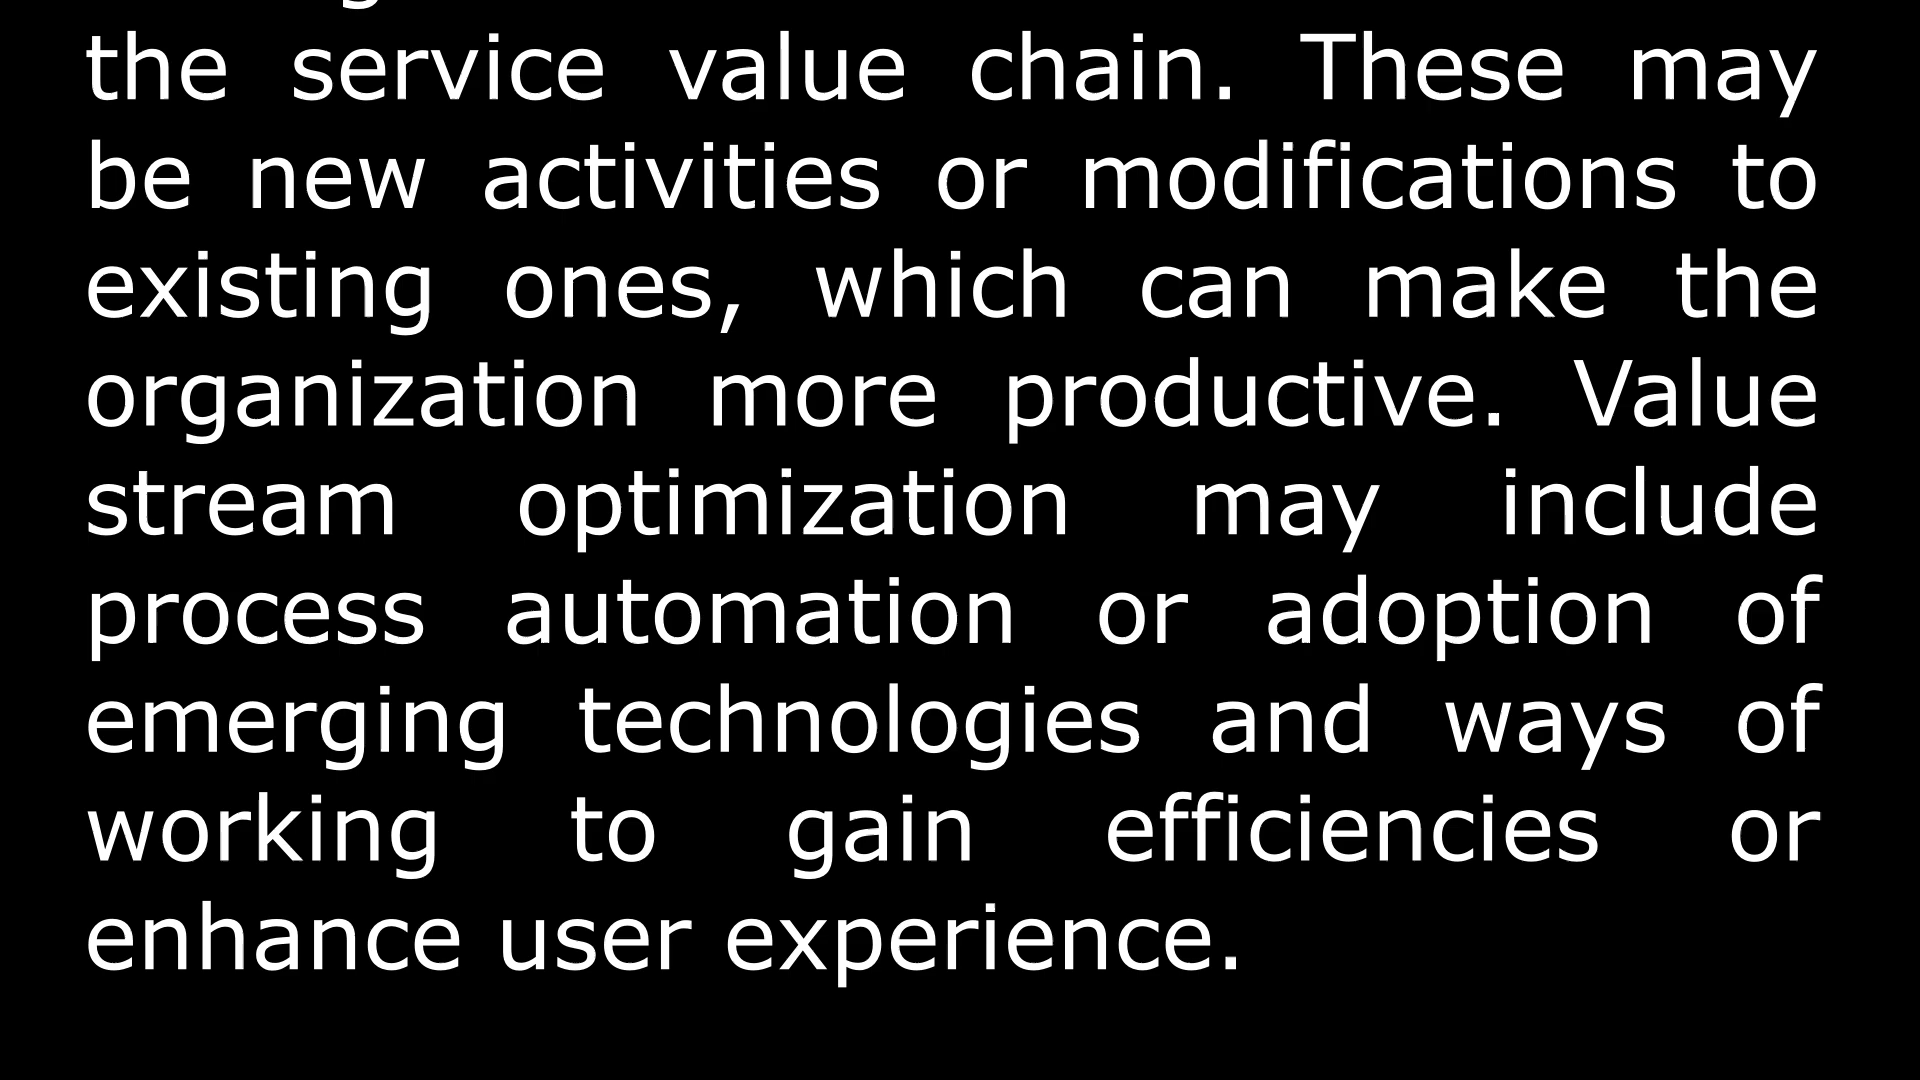 the service value chain. These may
be new activities or modifications to
existing ones, which can make the
organization more productive. Value
stream optimization may include
process automation or adoption of
emerging technologies and ways of
working to gain efficiencies or
enhance user experience.